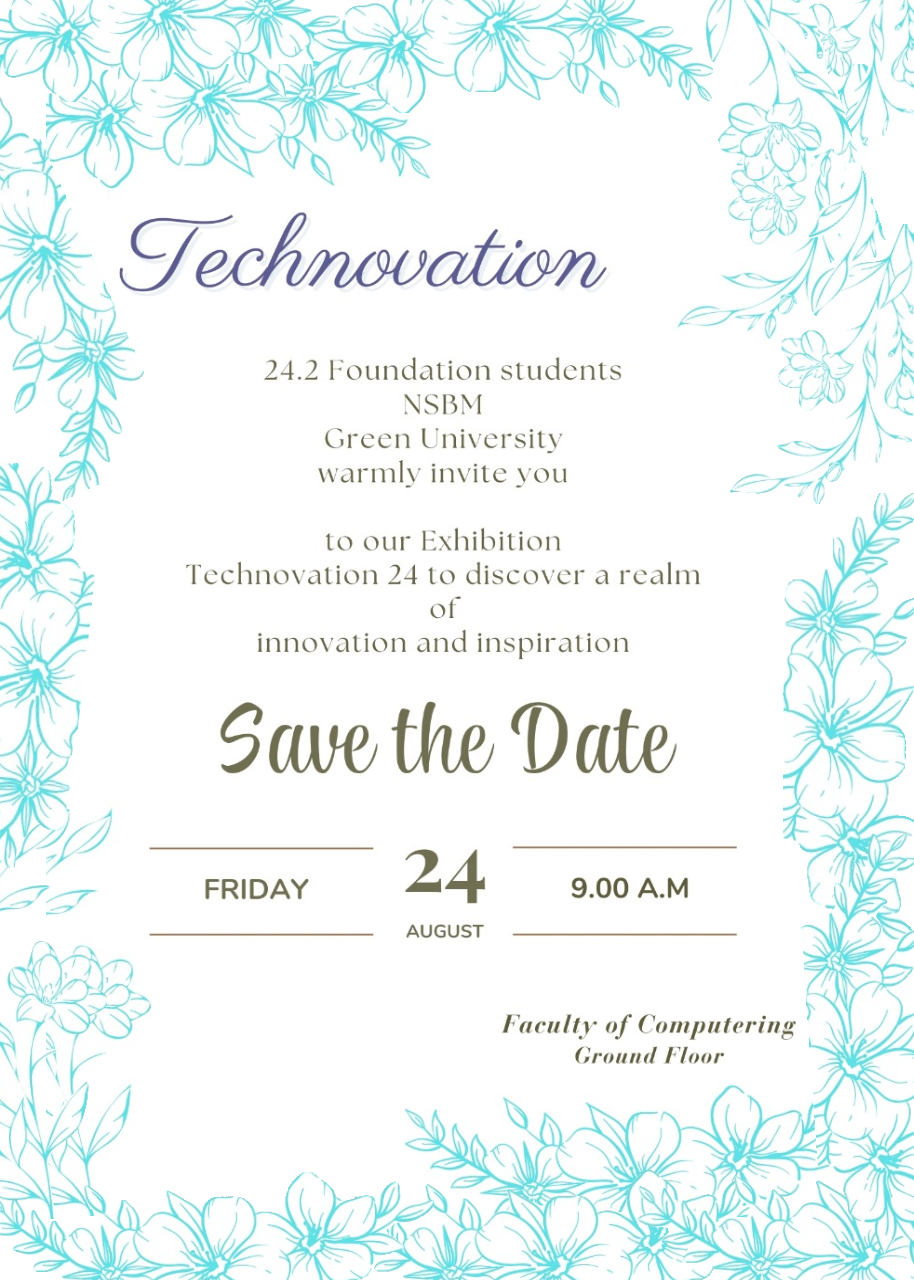 Technovation
24.2 Foundation students
NSBM
Green University
warmly invite you
to our Exhibition
Technovation 24 to discover a realm
of
innovation and inspiration
Save the Date
FRIDAY
24
AUGUST
9.00 A.M
Faculty of Computering
Ground Floor